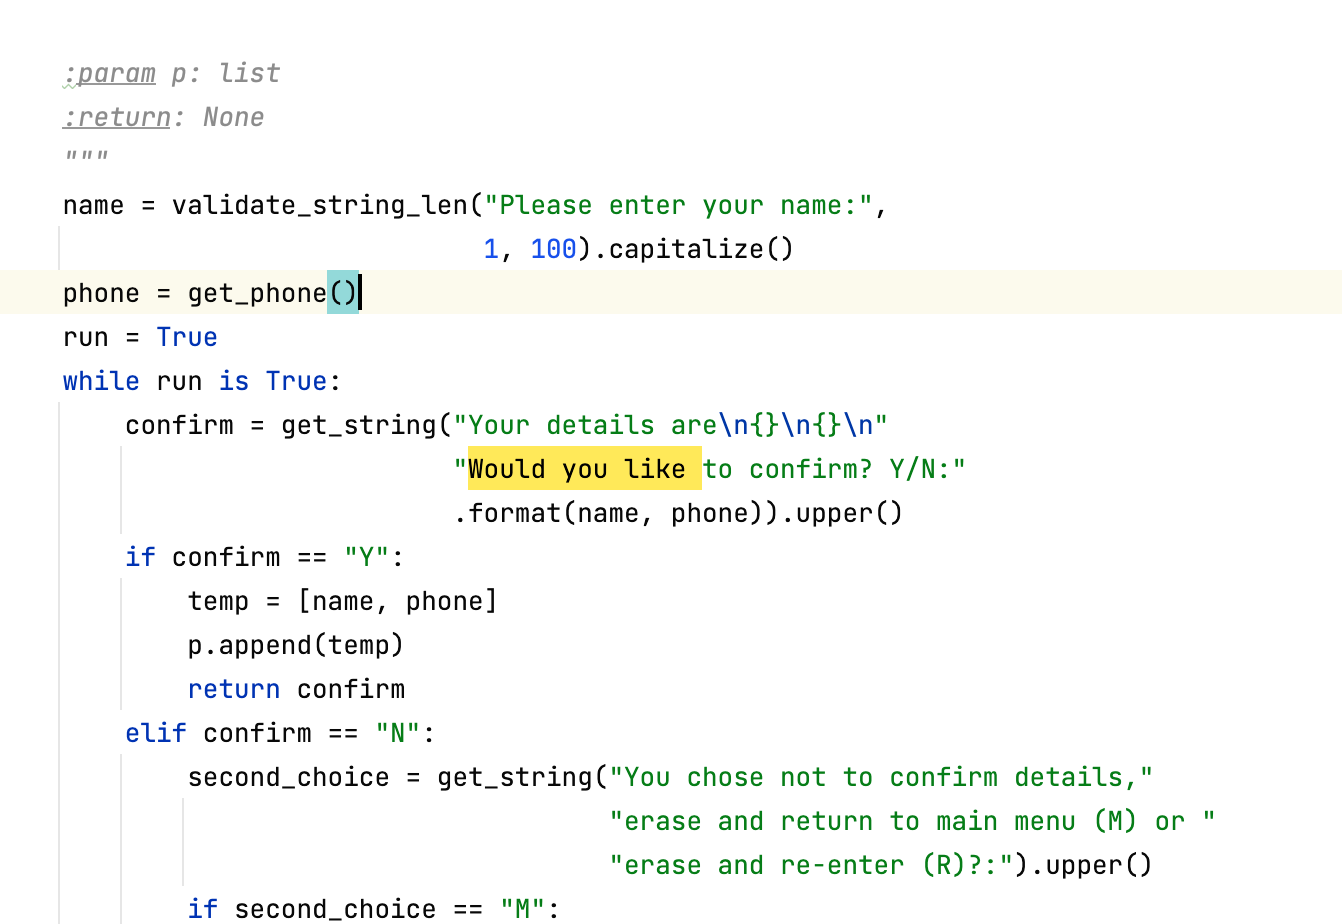 :param p: list
:return: None
"""
name = validate_string_len("Please enter your name:",
1, 100).capitalize()
phone = get_phone()
run = True
while run is True:
confirm = get_string("Your details are\n{}\n{}\n"
"Would you like to confirm? Y/N:"
.format(name, phone)).upper()
if confirm == "Y":
temp = [name, phone]
p.append(temp)
return confirm
elif confirm == "N":
second_choice = get_string("You chose not to confirm details,"
"erase and return to main menu (M) or "
"erase and re-enter (R)?:").upper()
if second_choice == "M":